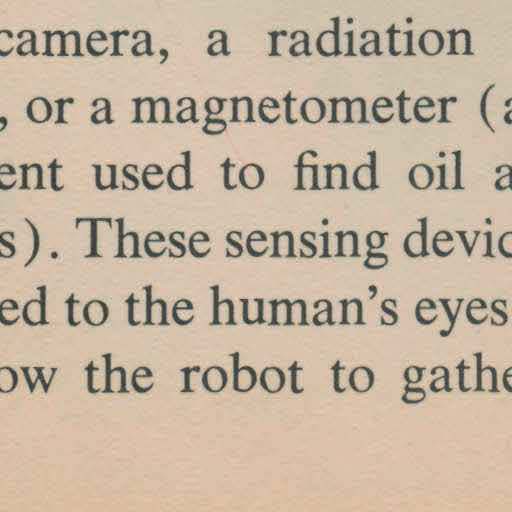 camera, a radiation
, or a magnetometer (a
ent used to find oil a
s). These sensing devic
ed to the human's eyes
ow the robot to gathe